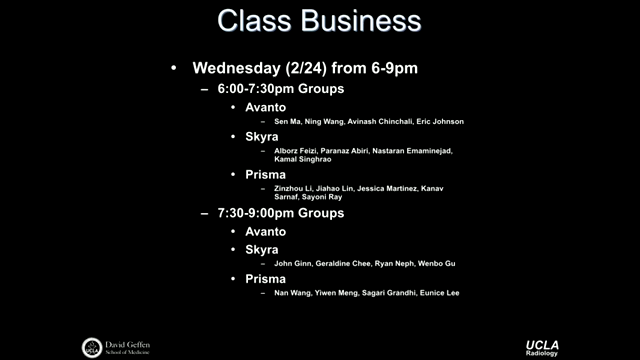 Class Business
• Wednesday (2/24) from 6-9pm
– 6:00-7:30pm Groups
• Avanto
– Sen Ma, Ning Wang, Avinash Chinchali, Eric Johnson
• Skyra
– Alborz Feizi, Paranaz Abiri, Nastaran Emaminejad,
Kamal Singhrao
• Prisma
– Zinzhou Li, Jiahao Lin, Jessica Martinez, Kanav
Sarnaf, Sayoni Ray
– 7:30-9:00pm Groups
• Avanto
• Skyra
– John Ginn, Geraldine Chee, Ryan Neph, Wenbo Gu
• Prisma
– Nan Wang, Yiwen Meng, Sagari Grandhi, Eunice Lee
UCLA
David Geffen
School of Medicine
UCLA
Radiology